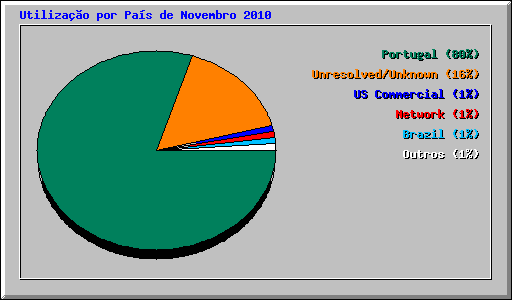 Utilização por País de Novembro 2010
Portugal (80%)
Unresolved/Unknown (16%)
US Commercial (1%)
Network (1%)
Brazil (1%)
Outros (1%)